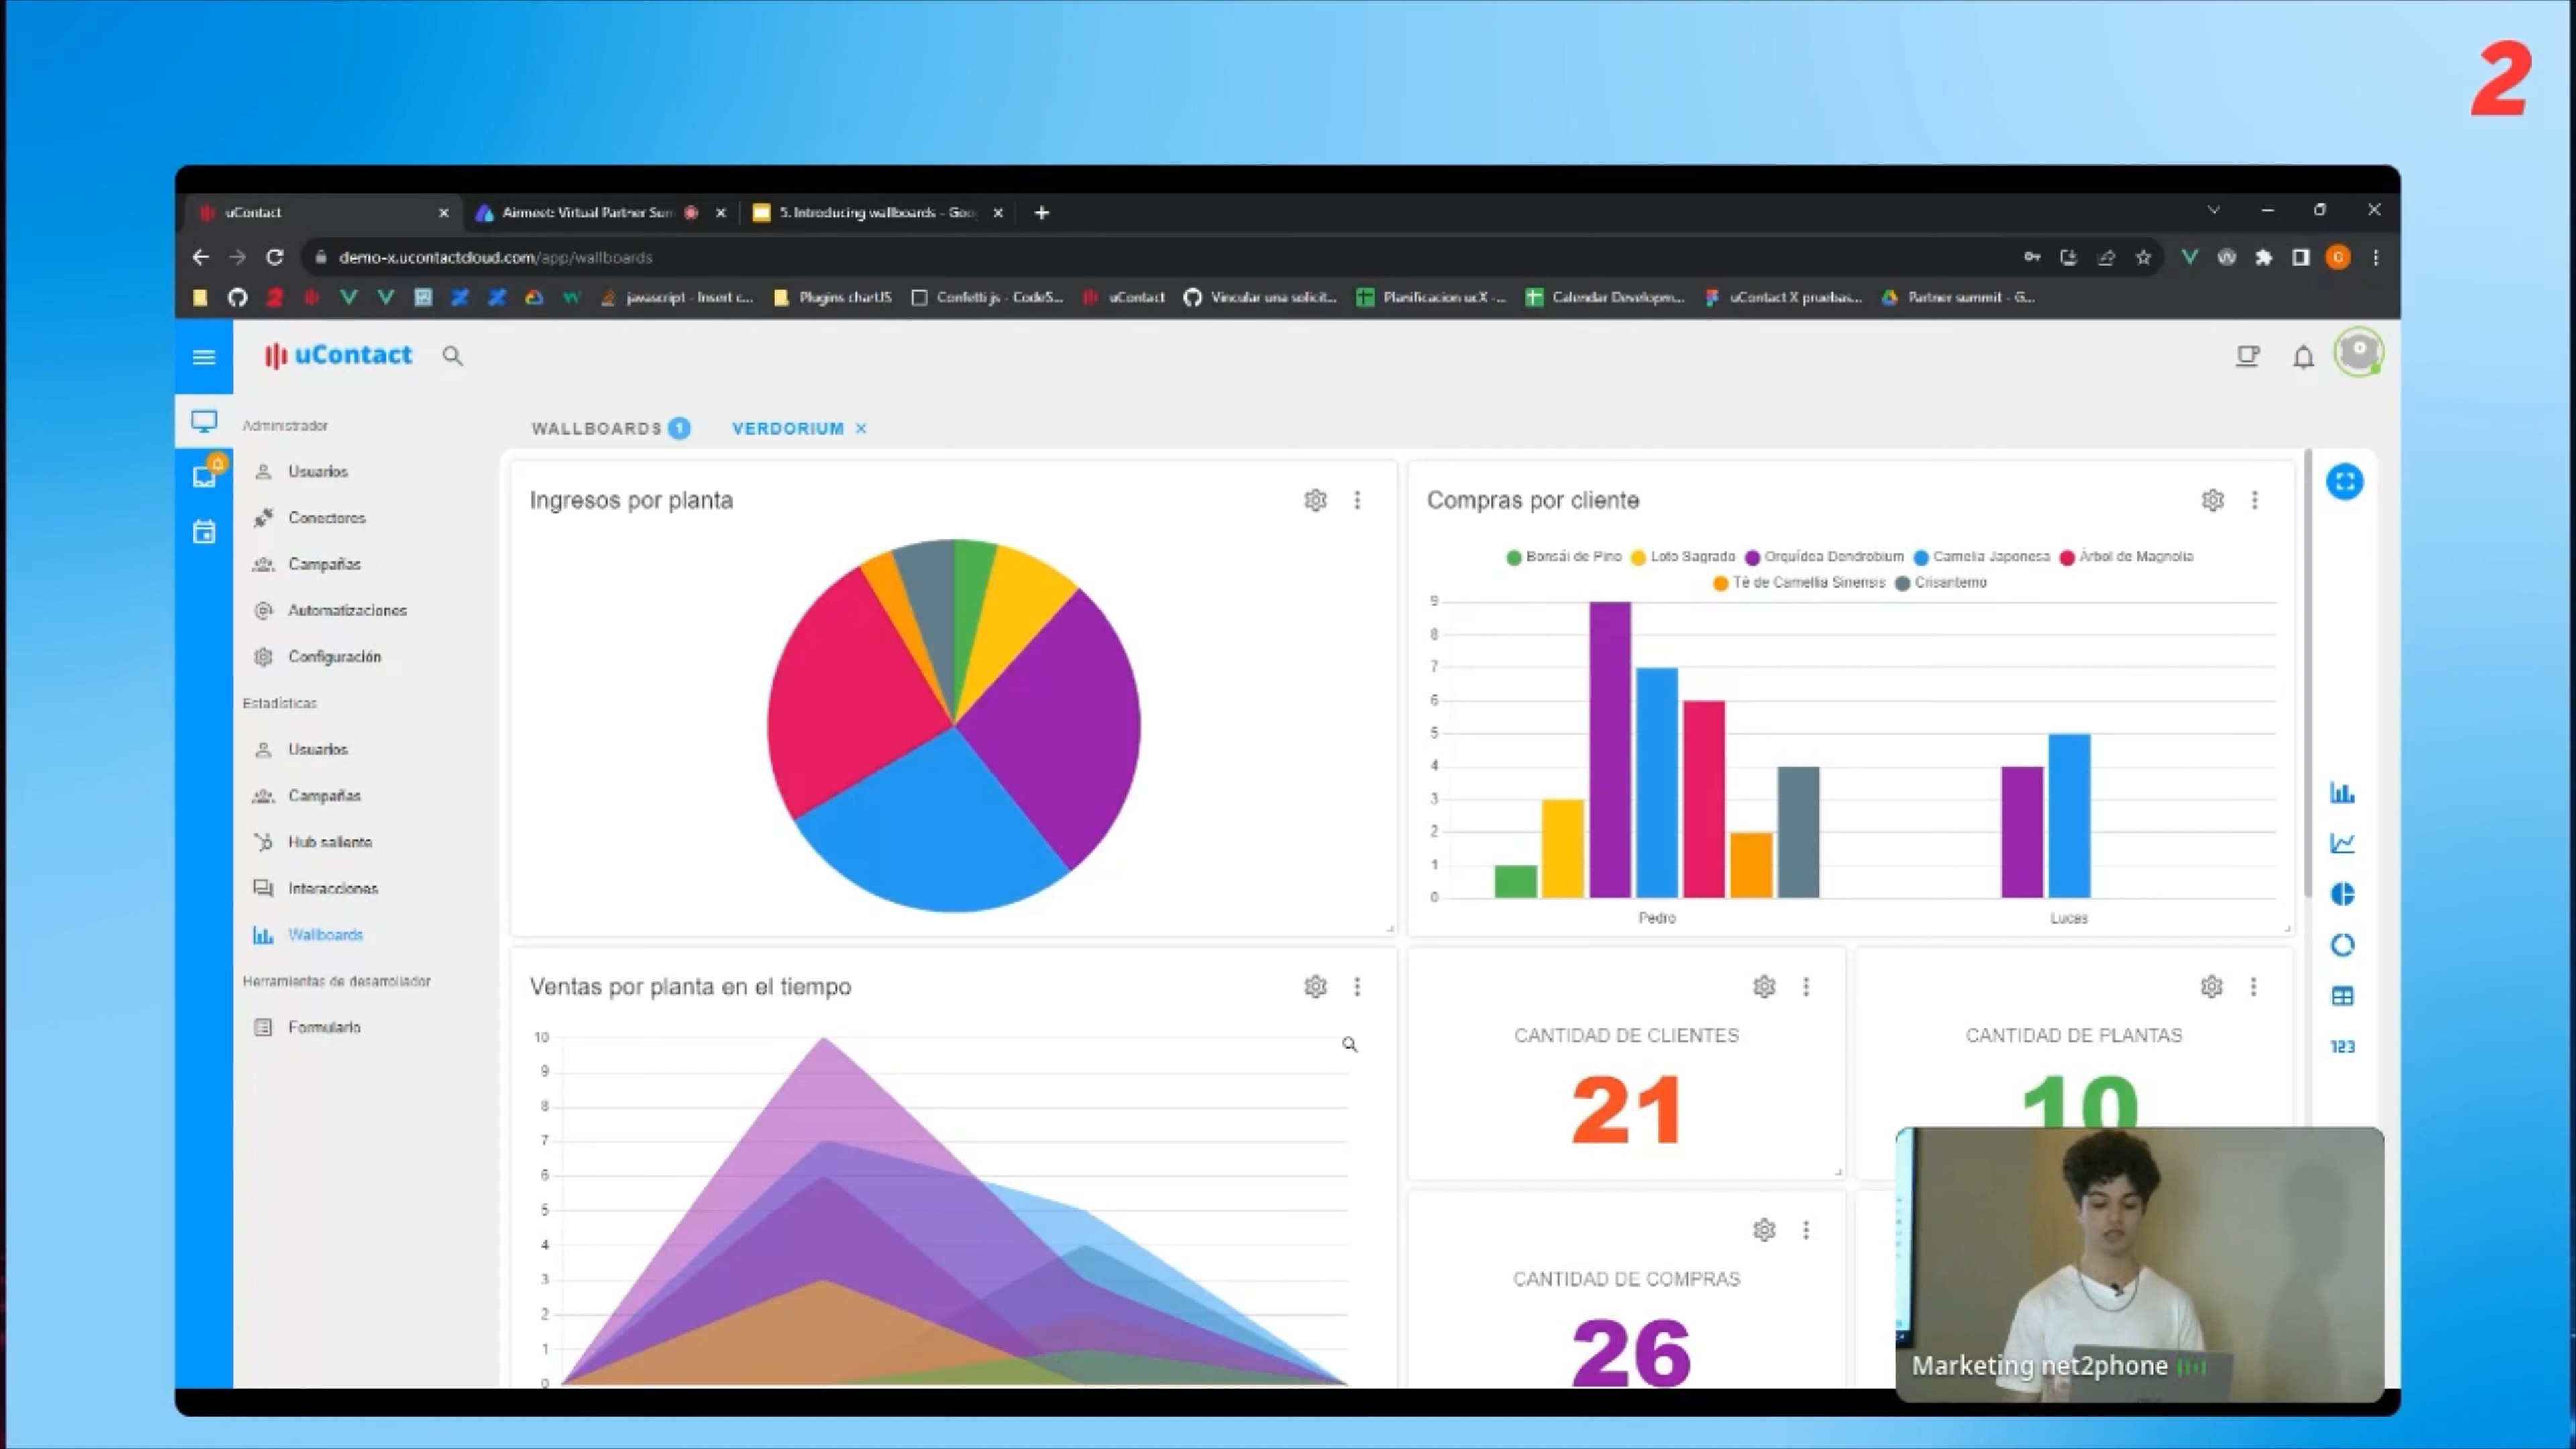 2
uContact
Airmeet: Virtual Partner Sum
5. Introducing wallboards - Goo
demo-x.ucontactcloud.com/app/wallboards
javascript - Insert c...
Plugins chartJS
Confetti js - CodeS...
uContact
Vincular una solicit...
Planificacion ucX -...
Calendar Developm...
uContact X pruebas...
Partner summit - G...
uContact
Administrador
Usuarios
Conectores
Campañas
Automatizaciones
Configuración
Estadísticas
Usuarios
Campañas
Hub saliente
Interacciones
Wallboards
Herramientas de desarrollador
Formulario
WALLBOARDS 1
VERDORIUM
Ingresos por planta
Compras por cliente
Bonsái de Pino Loto Sagrado Orquídea Dendrobium Camelia Japonesa Árbol de Magnolia
Té de Camellia Sinensis Crisantemo
9
8
7
6
5
4
3
2
1
0
Pedro Lucas
Ventas por planta en el tiempo
10
9
8
7
6
5
4
3
2
1
0
CANTIDAD DE CLIENTES
21
CANTIDAD DE PLANTAS
10
CANTIDAD DE COMPRAS
26
123
Marketing net2phone